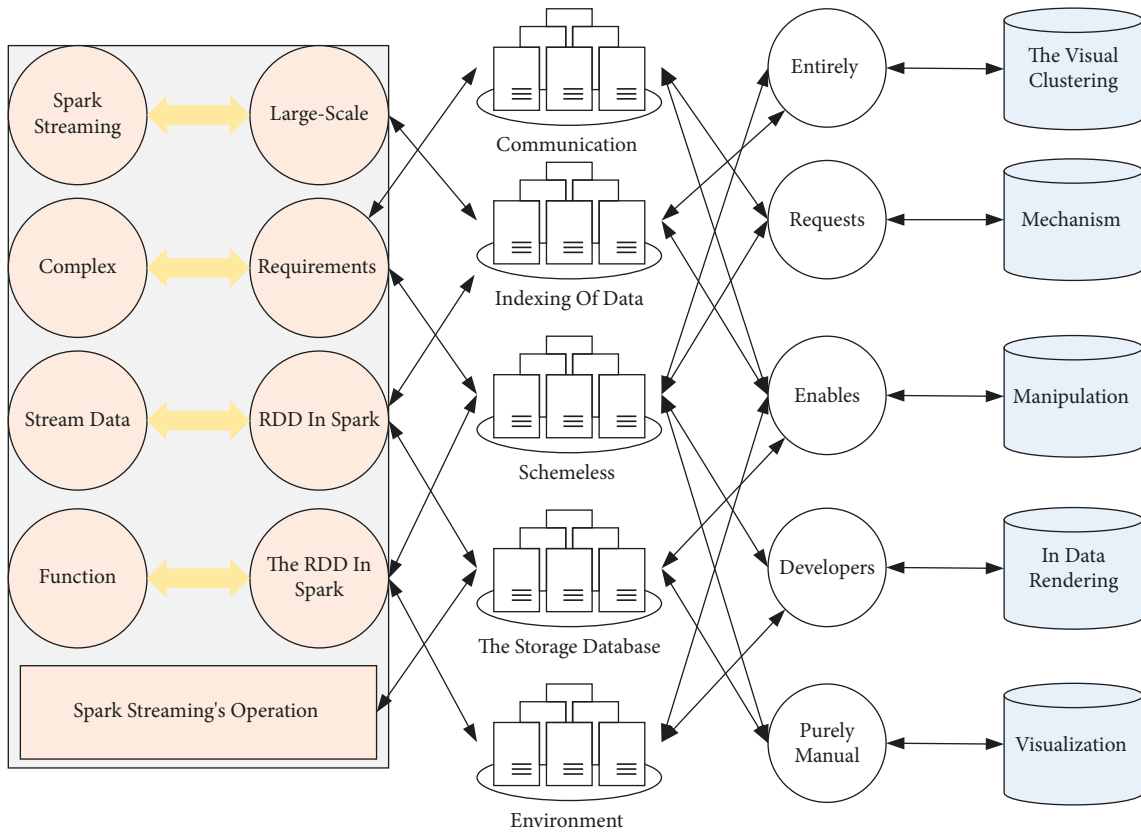 Spark
Streaming
Large-Scale
Complex
Requirements
Stream Data
RDD In Spark
Function
The RDD In
Spark
Spark Streaming's Operation
Communication
Indexing Of Data
Schemeless
The Storage Database
Environment
Entirely
Requests
Enables
Developers
Purely
Manual
The Visual
Clustering
Mechanism
Manipulation
In Data
Rendering
Visualization